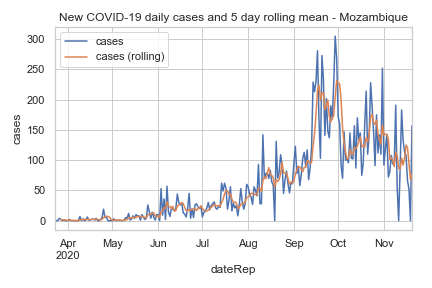 New COVID-19 daily cases and 5 day rolling mean - Mozambique
cases
cases (rolling)
300
250
200
150
100
50
0
cases
Apr May Jun Jul Aug Sep Oct Nov
2020
dateRep